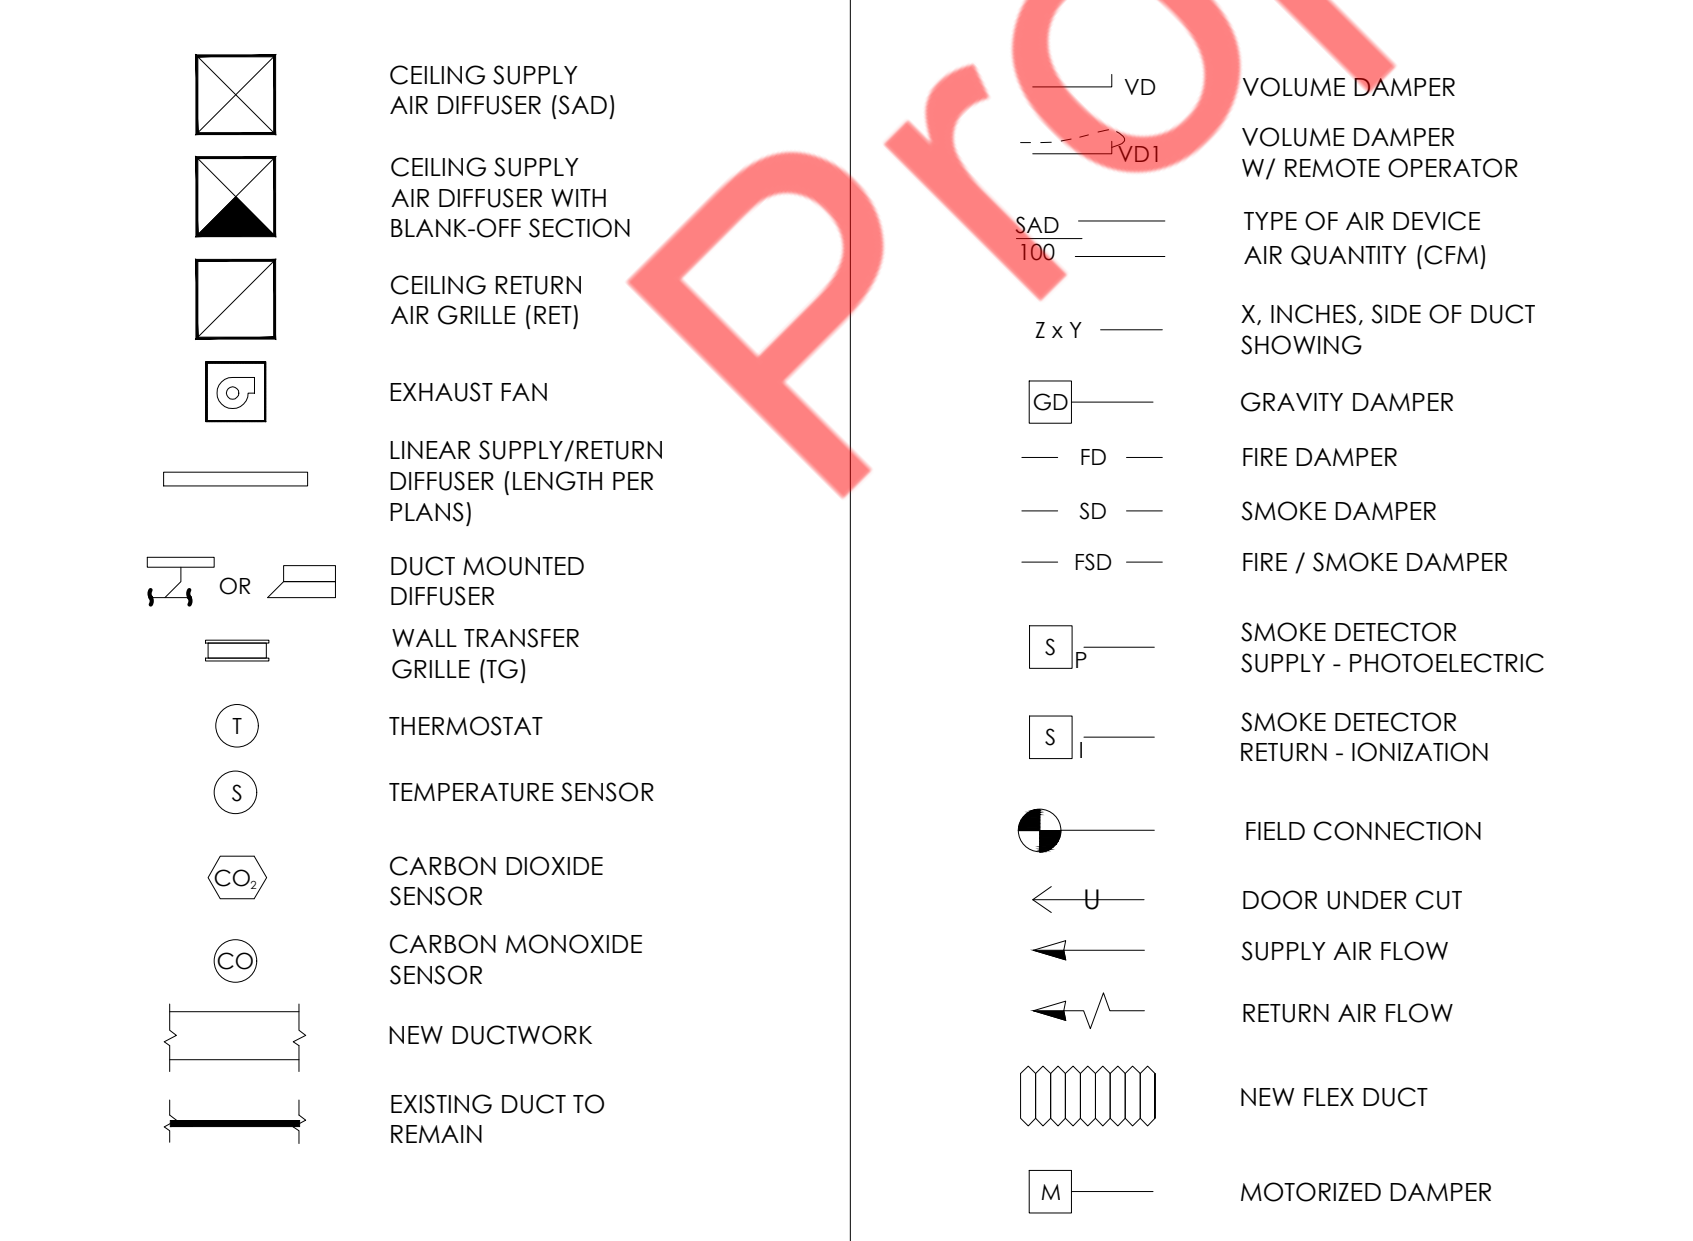 CEILING SUPPLY
AIR DIFFUSER (SAD)
CEILING SUPPLY
AIR DIFFUSER WITH
BLANK-OFF SECTION
CEILING RETURN
AIR GRILLE (RET)
EXHAUST FAN
LINEAR SUPPLY/RETURN
DIFFUSER (LENGTH PER
PLANS)
OR
DUCT MOUNTED
DIFFUSER
WALL TRANSFER
GRILLE (TG)
T
THERMOSTAT
S
TEMPERATURE SENSOR
CO₂
CARBON DIOXIDE
SENSOR
CO
CARBON MONOXIDE
SENSOR
NEW DUCTWORK
EXISTING DUCT TO
REMAIN
VD
VOLUME DAMPER
VD1
VOLUME DAMPER
W/ REMOTE OPERATOR
SAD
TYPE OF AIR DEVICE
100
AIR QUANTITY (CFM)
Z x Y
X, INCHES, SIDE OF DUCT
SHOWING
GD
GRAVITY DAMPER
FD
FIRE DAMPER
SD
SMOKE DAMPER
FSD
FIRE / SMOKE DAMPER
S P
SMOKE DETECTOR
SUPPLY - PHOTOELECTRIC
S I
SMOKE DETECTOR
RETURN - IONIZATION
FIELD CONNECTION
U
DOOR UNDER CUT
SUPPLY AIR FLOW
RETURN AIR FLOW
NEW FLEX DUCT
M
MOTORIZED DAMPER